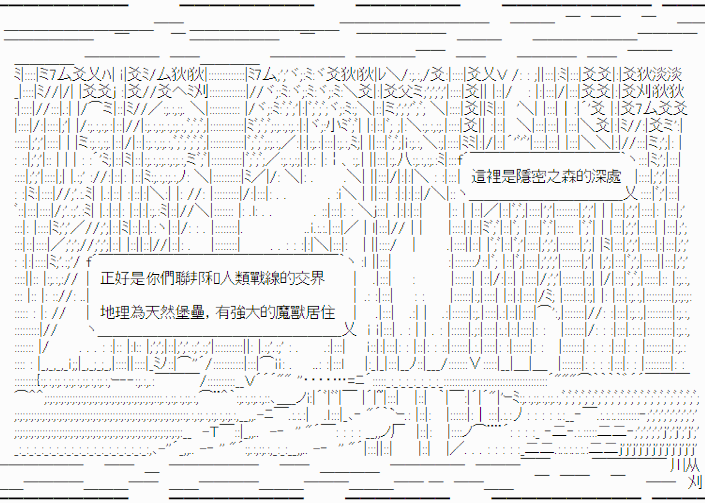 這裡是隱密之森的深處
正好是你們聯邦和人類戰線的交界
地理為天然堡壘，有強大的魔獸居住